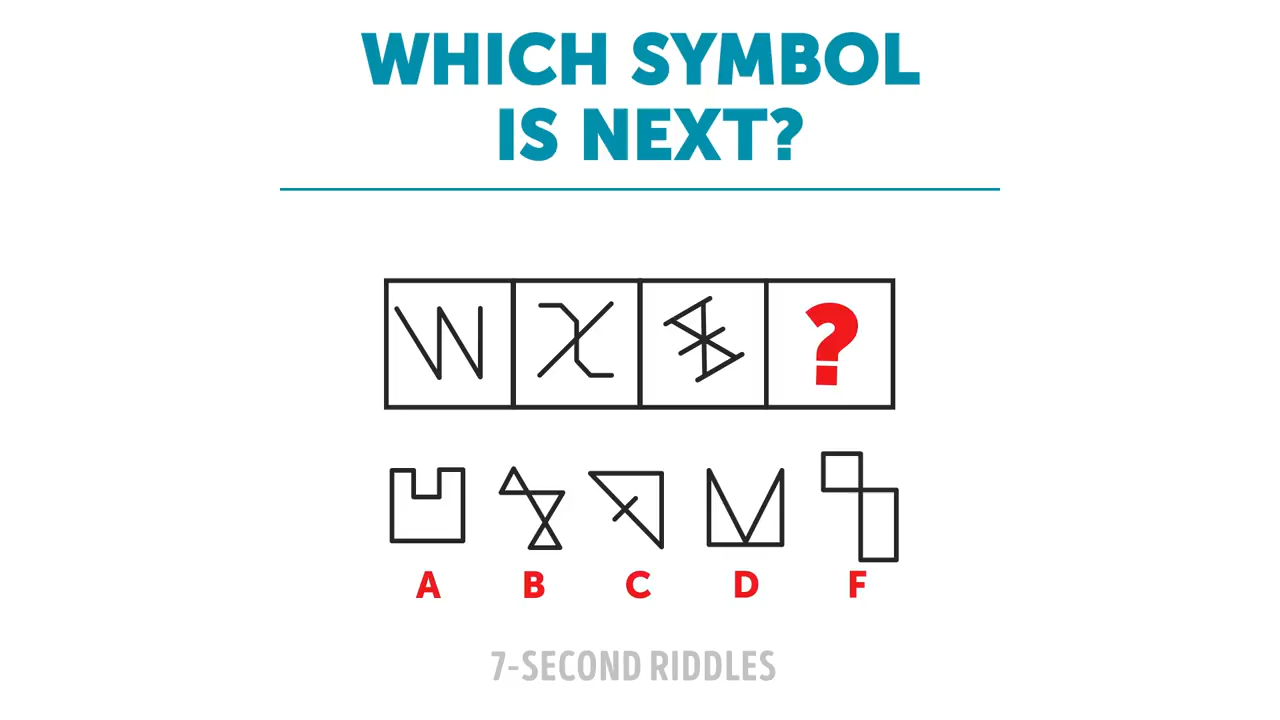 WHICH SYMBOL
IS NEXT?
?
A B C D F
7-SECOND RIDDLES